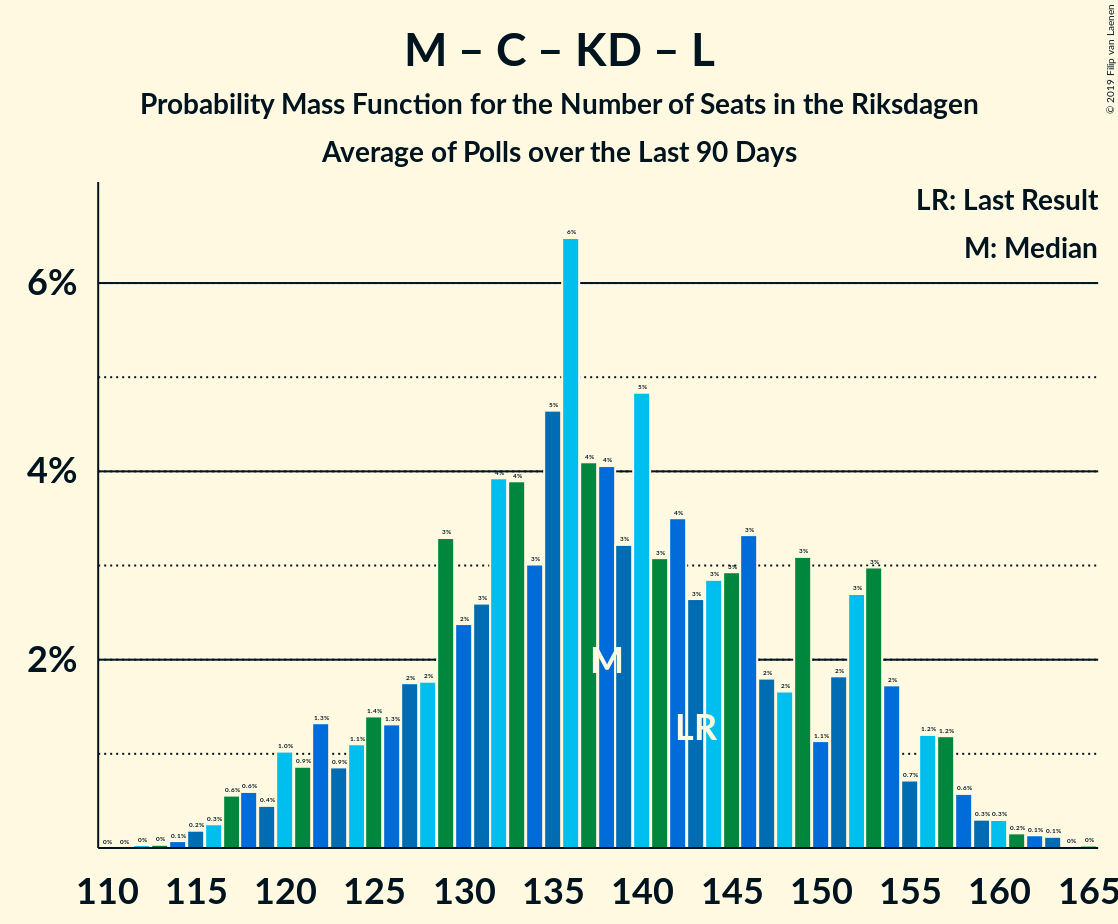 M – C – KD – L
Probability Mass Function for the Number of Seats in the Riksdagen
Average of Polls over the Last 90 Days
© 2019 Filip van Laenen
LR: Last Result
M: Median
6%
4%
2%
0% 0% 0% 0% 0.1% 0.2% 0.3% 0.6% 0.6% 0.4% 1.0% 0.9% 1.3% 0.9% 1.1% 1.4% 1.3% 2% 2% 3% 2% 3% 4% 4% 3% 5% 6% 4% 4% 3% 5% 3% 4% 3% 3% 3% 3% 2% 2% 3% 1.1% 2% 3% 3% 2% 0.7% 1.2% 1.2% 0.6% 0.3% 0.3% 0.2% 0.1% 0.1% 0% 0%
M
LR
110 115 120 125 130 135 140 145 150 155 160 165